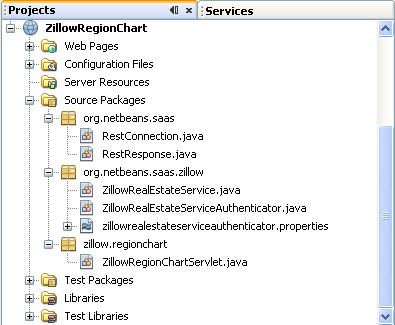 Projects Services
ZillowRegionChart
Web Pages
Configuration Files
Server Resources
Source Packages
org.netbeans.saas
RestConnection.java
RestResponse.java
org.netbeans.saas.zillow
ZillowRealEstateService.java
ZillowRealEstateServiceAuthenticator.java
zillowrealestateserviceauthenticator.properties
zillow.regionchart
ZillowRegionChartServlet.java
Test Packages
Libraries
Test Libraries